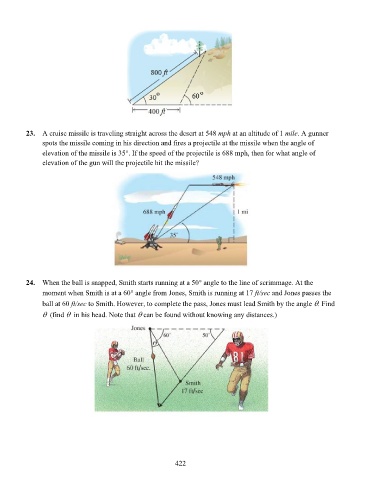 800 ft
30° 60°
400 ft
23. A cruise missile is traveling straight across the desert at 548 mph at an altitude of 1 mile. A gunner
spots the missile coming in his direction and fires a projectile at the missile when the angle of
elevation of the missile is 35°. If the speed of the projectile is 688 mph, then for what angle of
elevation of the gun will the projectile hit the missile?
548 mph
688 mph 1 mi
35°
24. When the ball is snapped, Smith starts running at a 50° angle to the line of scrimmage. At the
moment when Smith is at a 60° angle from Jones, Smith is running at 17 ft/sec and Jones passes the
ball at 60 ft/sec to Smith. However, to complete the pass, Jones must lead Smith by the angle θ. Find
θ (find θ in his head. Note that θ can be found without knowing any distances.)
Jones
60° 50°
θ
81
Ball
60 ft/sec
Smith
17 ft/sec
422